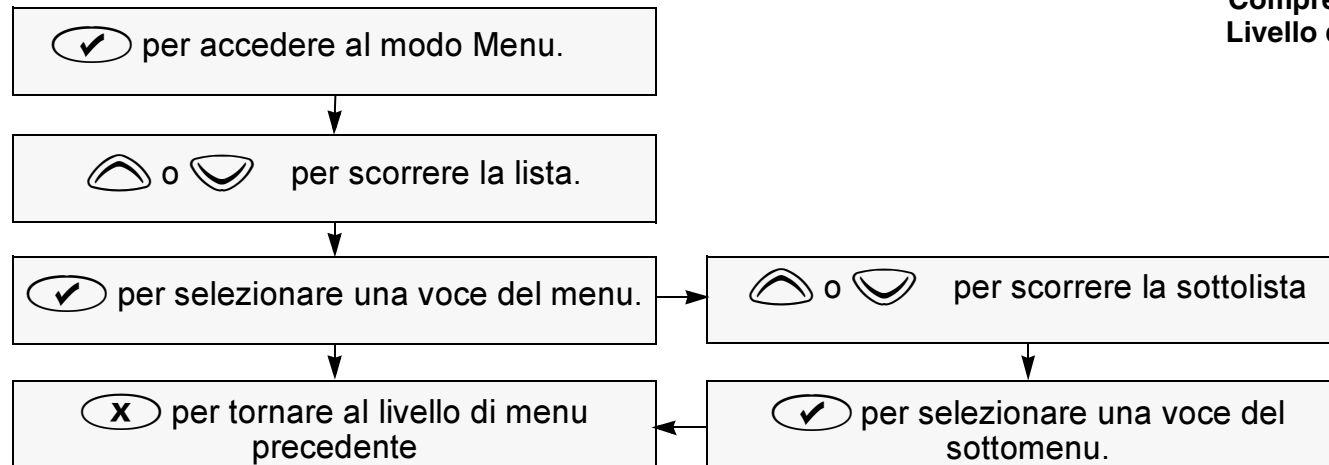 Livello
✓ per accedere al modo Menu.
o per scorrere la lista.
✓ per selezionare una voce del menu.
o per scorrere la sottolista
X per tornare al livello di menu
precedente
✓ per selezionare una voce del
sottomenu.